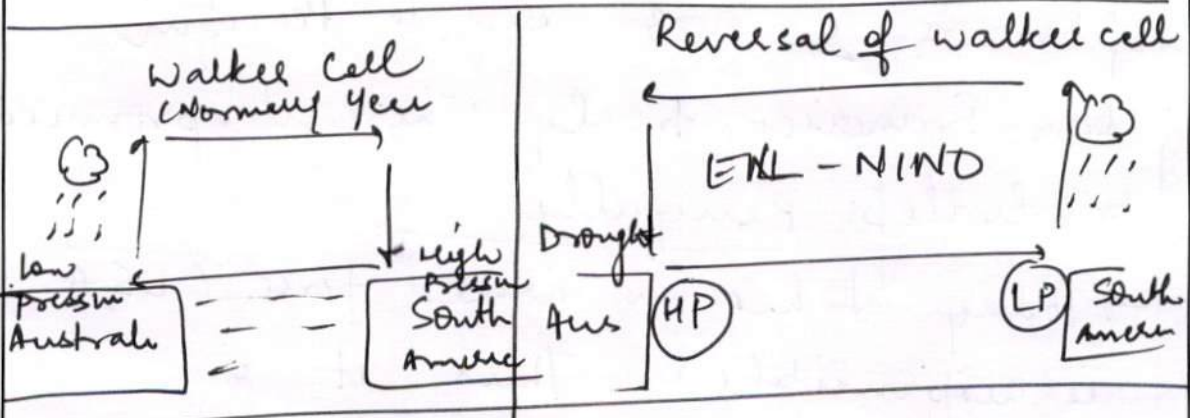 Walker Cell
(Normal Year
Low
Pressure
Australia
High
Pressure
South
America
Reversal of Walker cell
EL-NINO
Drought
Aus
HP
LP
South
America